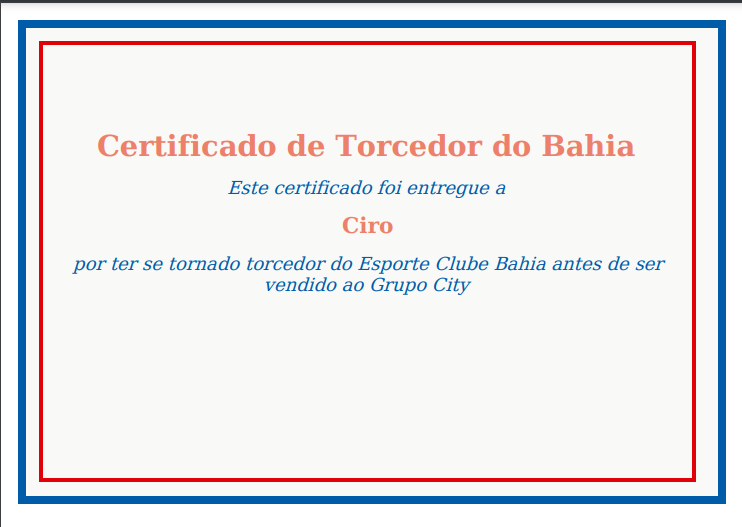 Certificado de Torcedor do Bahia
Este certificado foi entregue a
Ciro
por ter se tornado torcedor do Esporte Clube Bahia antes de ser
vendido ao Grupo City